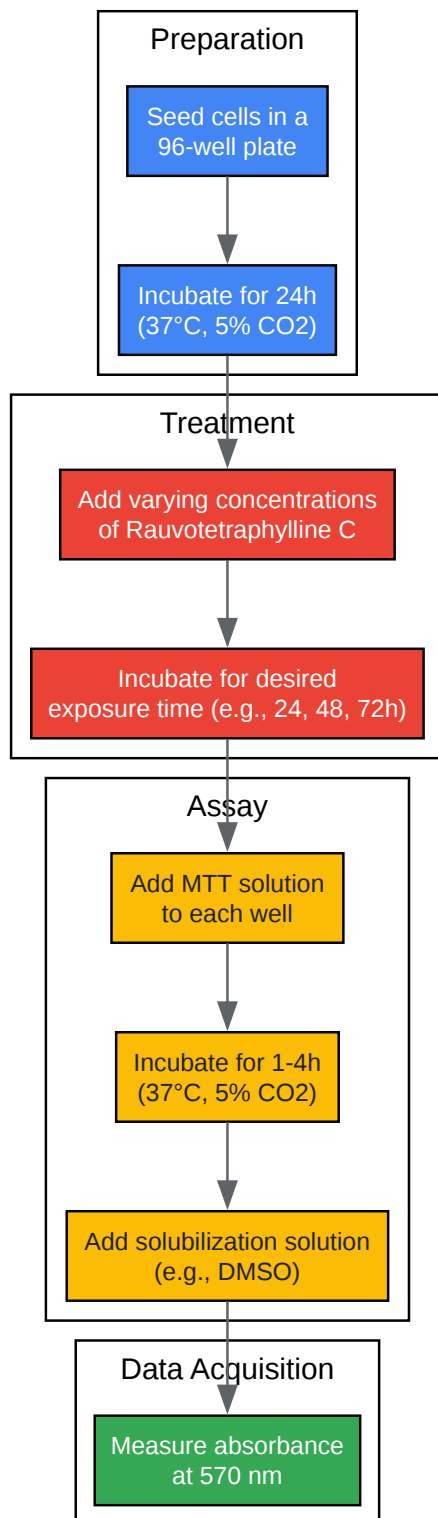 Preparation
Seed cells in a
96-well plate
Incubate for 24h
(37°C, 5% CO2)
Treatment
Add varying concentrations
of Rauvotetraphylline C
Incubate for desired
exposure time (e.g., 24, 48, 72h)
Assay
Add MTT solution
to each well
Incubate for 1-4h
(37°C, 5% CO2)
Add solubilization solution
(e.g., DMSO)
Data Acquisition
Measure absorbance
at 570 nm